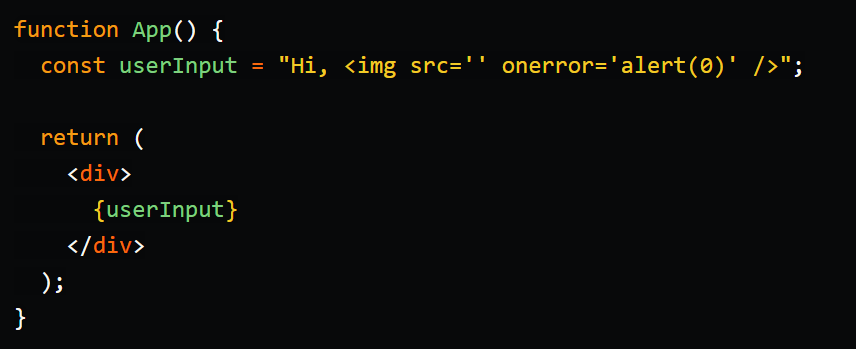 function App() {
  const userInput = "Hi, <img src='' onerror='alert(0)' />";
  return (
    <div>
      {userInput}
    </div>
  );
}